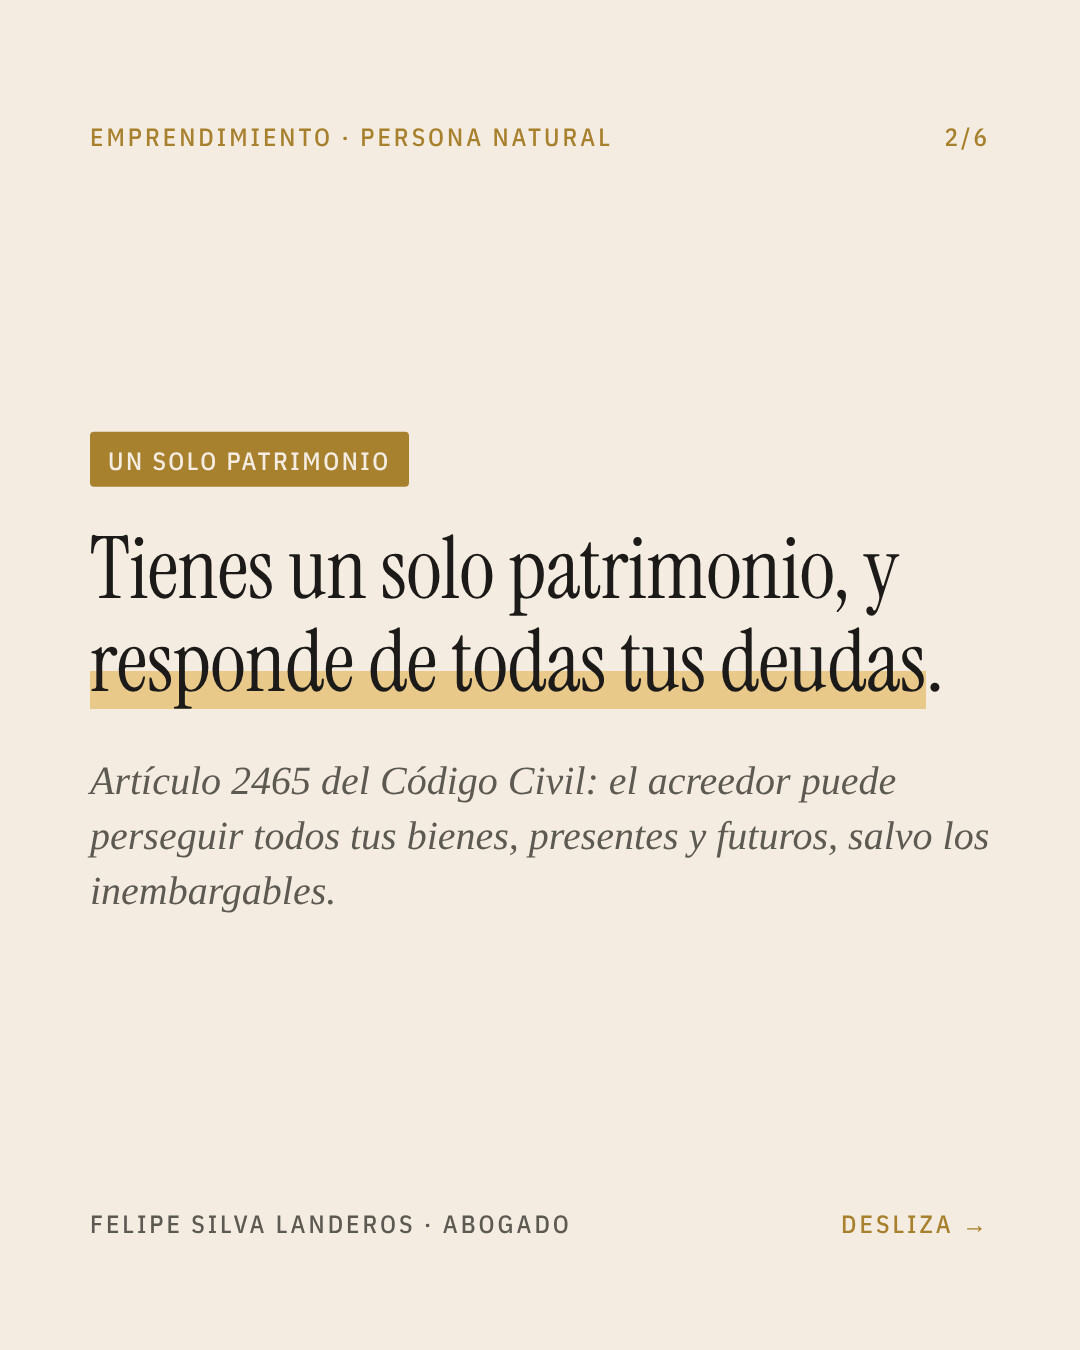 EMPRENDIMIENTO · PERSONA NATURAL
2/6
UN SOLO PATRIMONIO
Tienes un solo patrimonio, y
responde de todas tus deudas.
Artículo 2465 del Código Civil: el acreedor puede
perseguir todos tus bienes, presentes y futuros, salvo los
inembargables.
FELIPE SILVA LANDEROS · ABOGADO
DESLIZA →